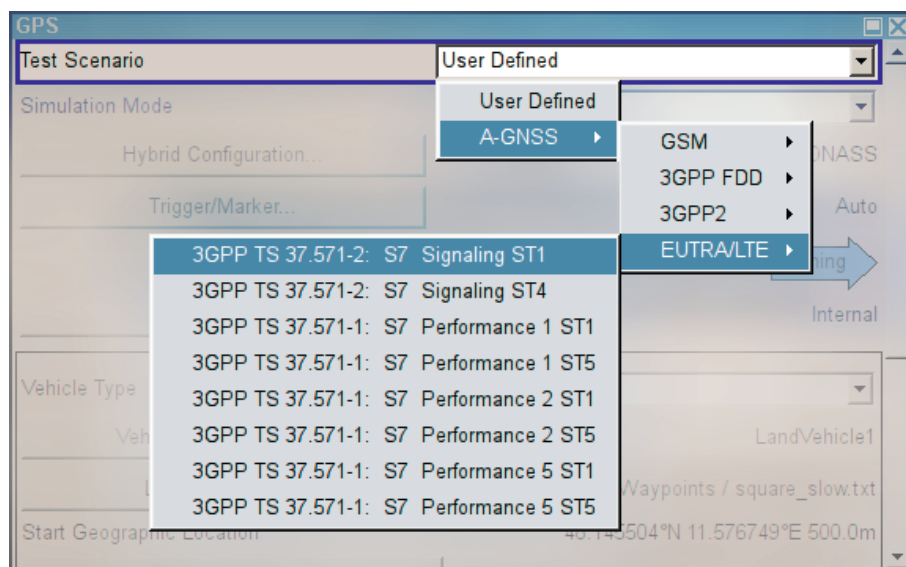 GPS
Test Scenario User Defined
Simulation Mode
User Defined
A-GNSS
GSM
3GPP FDD
3GPP2
EUTRA/LTE
Hybrid Configuration...
Trigger/Marker... Auto
3GPP TS 37.571-2: S7 Signaling ST1
3GPP TS 37.571-2: S7 Signaling ST4
3GPP TS 37.571-1: S7 Performance 1 ST1
3GPP TS 37.571-1: S7 Performance 1 ST5
3GPP TS 37.571-1: S7 Performance 2 ST1
3GPP TS 37.571-1: S7 Performance 2 ST5
3GPP TS 37.571-1: S7 Performance 5 ST1
3GPP TS 37.571-1: S7 Performance 5 ST5
Internal
Vehicle Type
LandVehicle1
Waypoints / square_slow.txt
Start Geographic Location 11.576749°E 500.0m